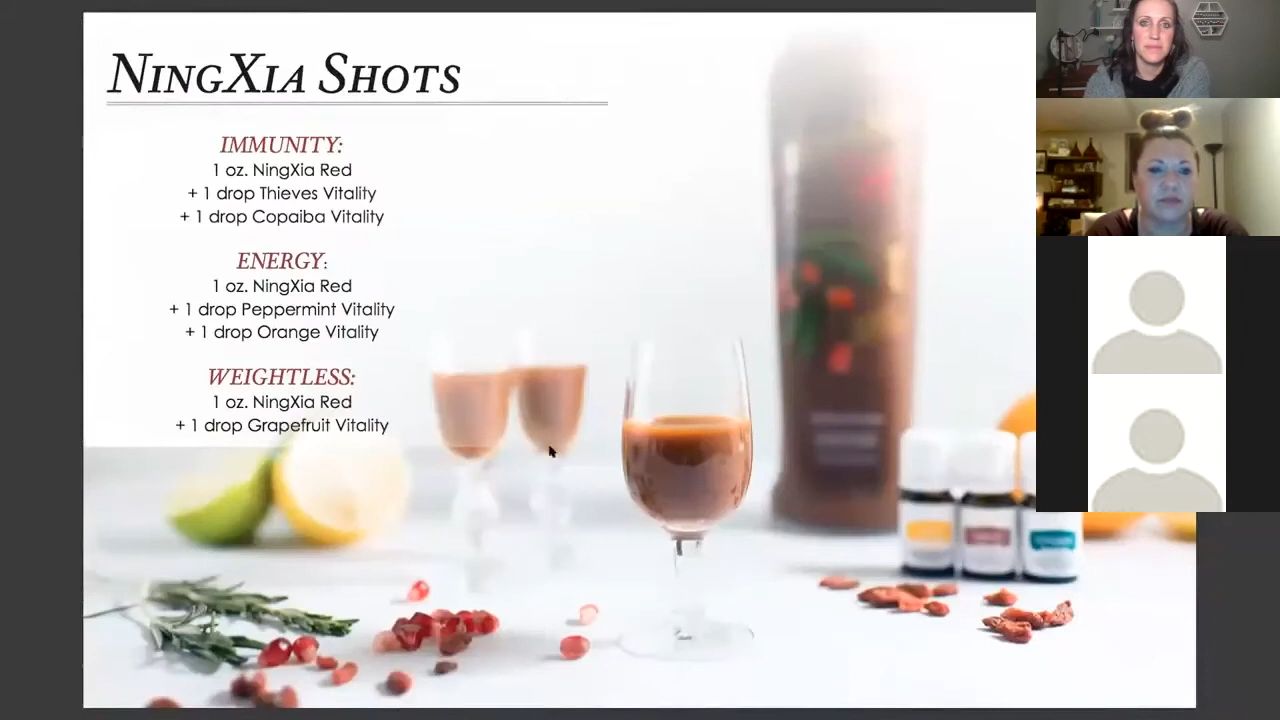 NingXia Shots
IMMUNITY:
1 oz. NingXia Red
+ 1 drop Thieves Vitality
+ 1 drop Copaiba Vitality
ENERGY:
1 oz. NingXia Red
+ 1 drop Peppermint Vitality
+ 1 drop Orange Vitality
WEIGHTLESS:
1 oz. NingXia Red
+ 1 drop Grapefruit Vitality